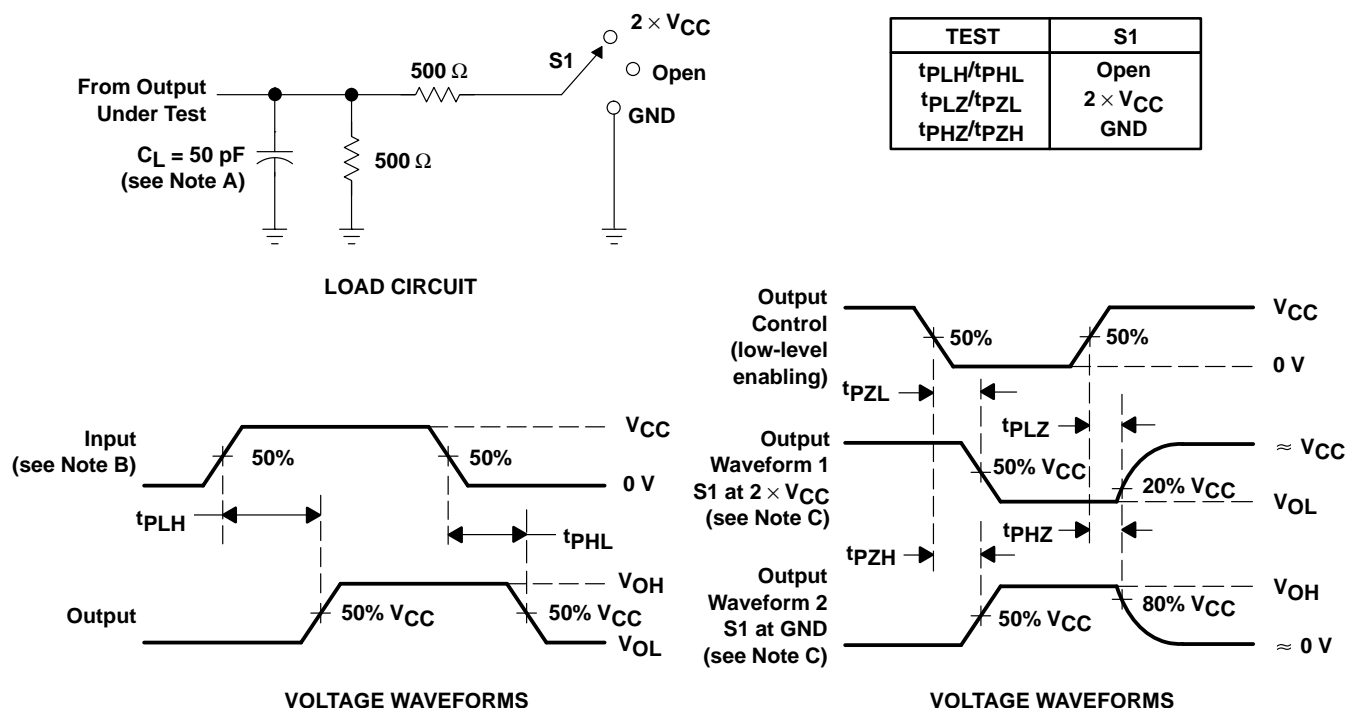 2 × VCC
S1
Open
GND
500 Ω
From Output
Under Test
CL = 50 pF
(see Note A)
500 Ω
LOAD CIRCUIT
TEST S1
tPLH/tPHL Open
tPLZ/tPZL 2 × VCC
tPHZ/tPZH GND
Input
(see Note B)
50%
50%
VCC
0 V
tPLH
tPHL
Output
50% VCC
50% VCC
VOH
VOL
VOLTAGE WAVEFORMS
Output
Control
(low-level
enabling)
50%
50%
VCC
0 V
tPZL
tPLZ
Output
Waveform 1
S1 at 2 × VCC
(see Note C)
50% VCC
20% VCC
≈ VCC
VOL
tPZH
tPHZ
Output
Waveform 2
S1 at GND
(see Note C)
50% VCC
80% VCC
VOH
≈ 0 V
VOLTAGE WAVEFORMS